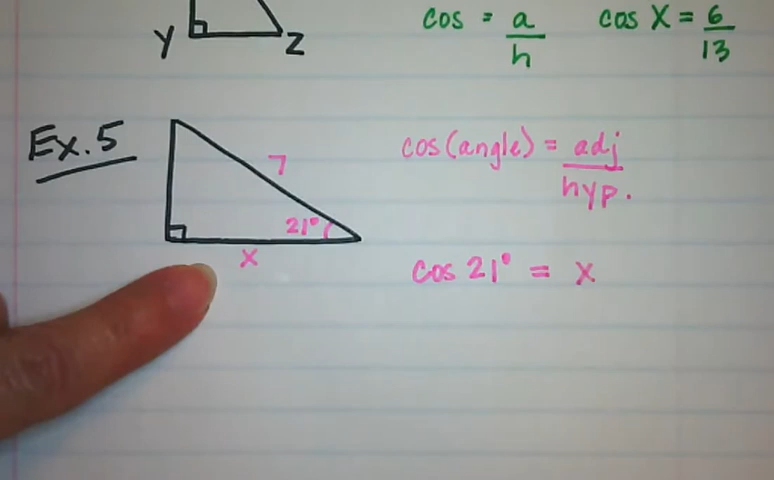 cos = a/h
cos X = 6/13
Y
Z
Ex. 5
7
21°
x
cos(angle) = adj/hyp.
cos 21° = x